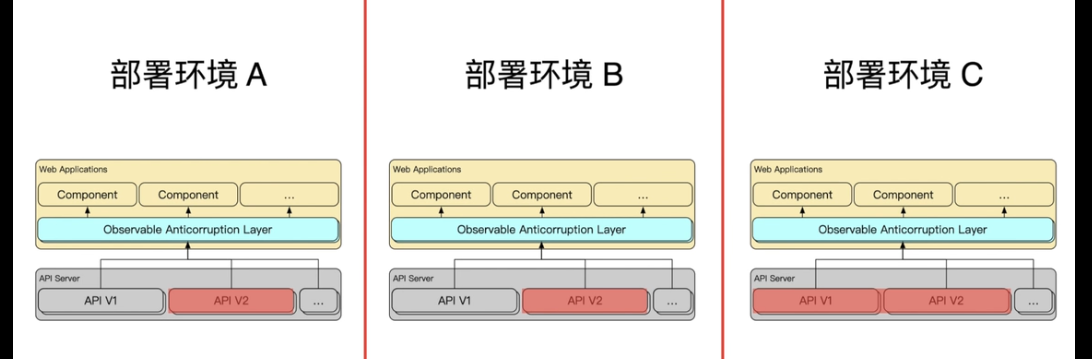 部署环境 A
部署环境 B
部署环境 C
Web Applications
Component
Component
...
Observable Anticorruption Layer
API Server
API V1
API V2
...
Web Applications
Component
Component
...
Observable Anticorruption Layer
API Server
API V1
API V2
...
Web Applications
Component
Component
...
Observable Anticorruption Layer
API Server
API V1
API V2
...